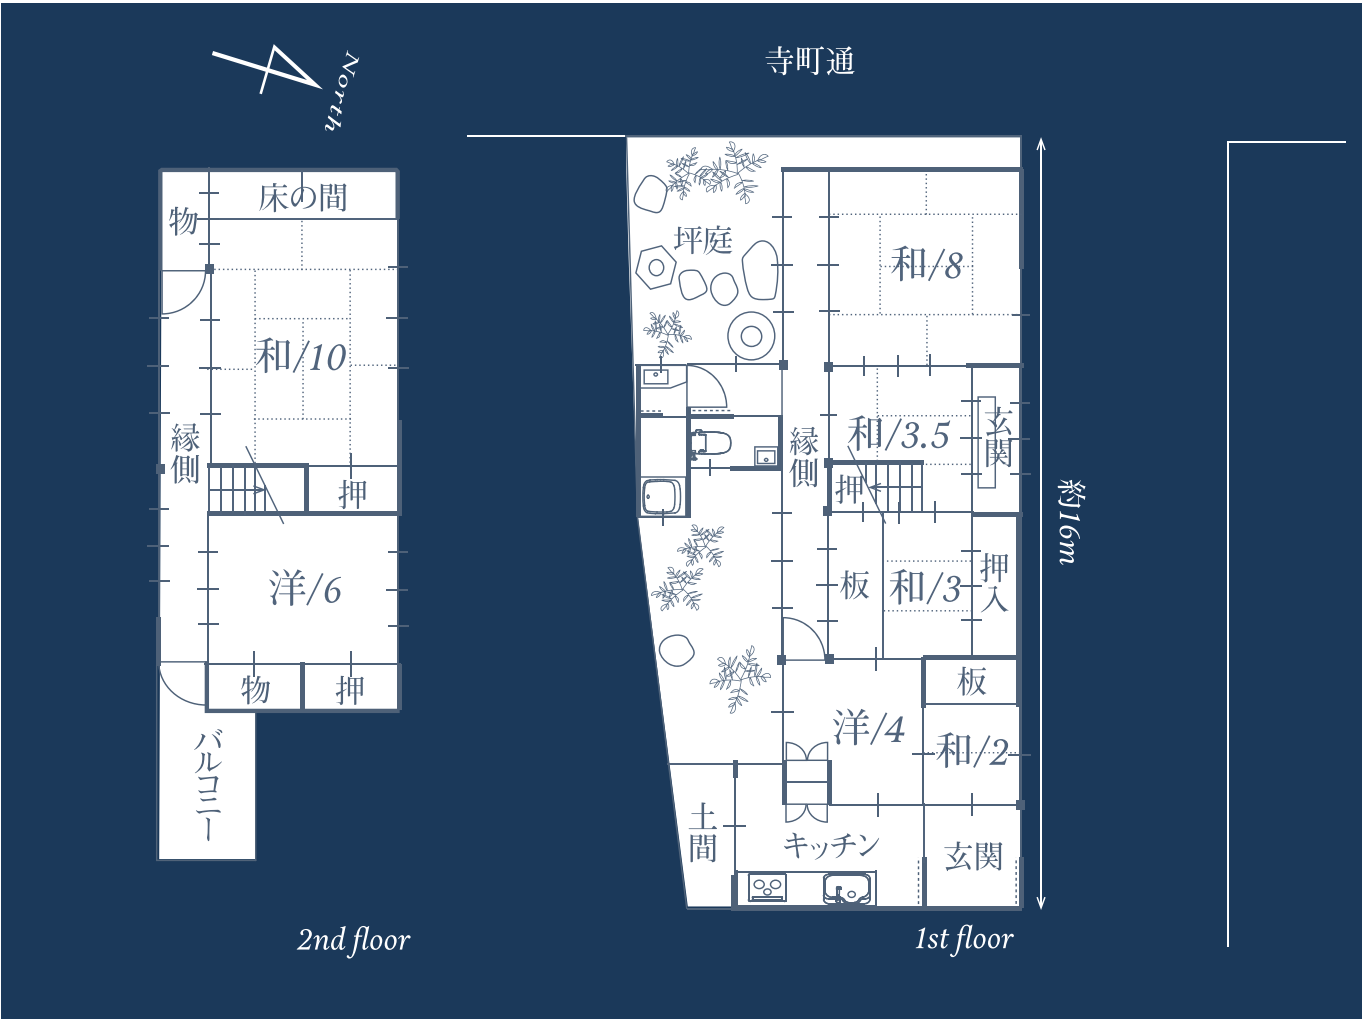 寺町通
North
床の間
物
和/10
縁側
押
洋/6
物
押
バルコニー
2nd floor
坪庭
和/8
和/3.5
玄関
縁側
押
板
和/3
押入
板
洋/4
和/2
土間
キッチン
玄関
約16m
1st floor